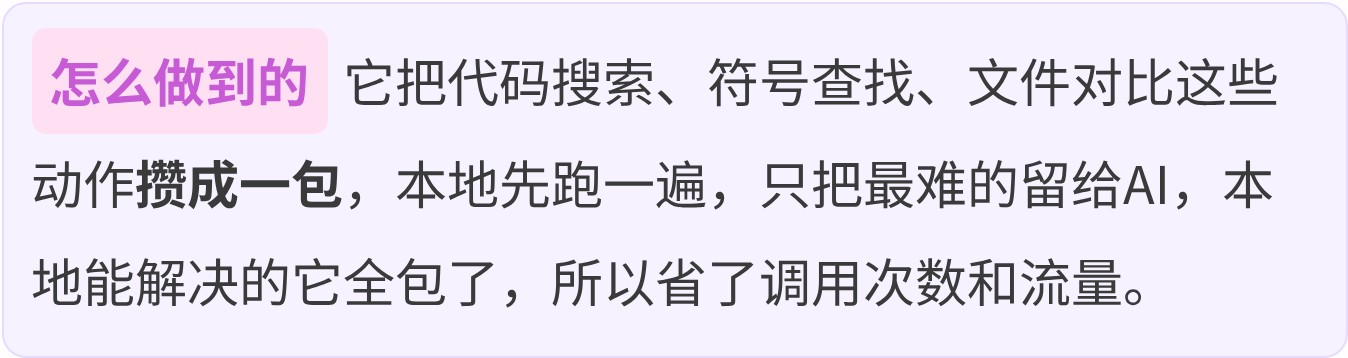 怎么做到的 它把代码搜索、符号查找、文件对比这些
动作攒成一包，本地先跑一遍，只把最难的留给AI，本
地能解决的它全包了，所以省了调用次数和流量。